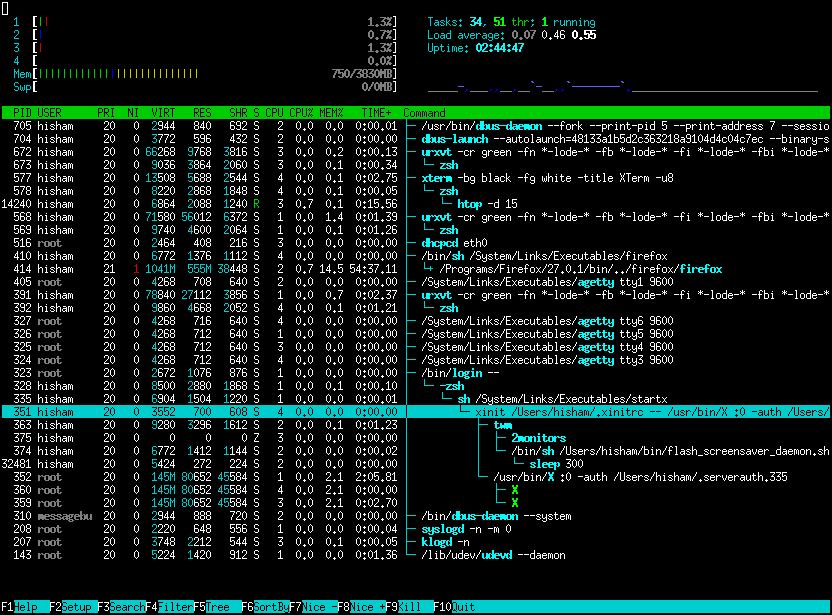 1 [|| 1.3%] Tasks: 34, 51 thr; 1 running
2 [| 0.7%] Load average: 0.07 0.46 0.55
3 [| 1.3%] Uptime: 02:44:47
4 [ 0.0%]
Mem[||||||||||||||||||||||||||| 750/3830MB]
Swp[ 0/0MB]
PID USER PRI NI VIRT RES SHR S CPU CPU% MEM% TIME+ Command
705 hisham 20 0 2944 840 692 S 2 0.0 0.0 0:00.01 /usr/bin/dbus-daemon --fork --print-pid 5 --print-address 7 --sessio
704 hisham 20 0 3772 596 432 S 2 0.0 0.0 0:00.00 dbus-launch --autolaunch=48133a1b5d2c363218a9104d4c04c7ec --binary-s
672 hisham 20 0 66268 9768 3816 S 3 0.0 0.2 0:00.13 urxvt -cr green -fn *-lode-* -fb *-lode-* -fi *-lode-* -fbi *-lode-*
673 hisham 20 0 9036 3864 2060 S 3 0.0 0.1 0:00.34 zsh
577 hisham 20 0 13508 5688 2544 S 4 0.0 0.1 0:02.75 xterm -bg black -fg white -title XTerm -u8
578 hisham 20 0 8220 2868 1848 S 4 0.0 0.1 0:00.05 zsh
14240 hisham 20 0 6864 2088 1240 R 3 0.7 0.1 0:15.56 htop -d 15
568 hisham 20 0 71580 56012 6372 S 1 0.0 1.4 0:01.39 urxvt -cr green -fn *-lode-* -fb *-lode-* -fi *-lode-* -fbi *-lode-*
569 hisham 20 0 9740 4600 2064 S 1 0.0 0.1 0:01.26 zsh
516 root 20 0 2464 408 216 S 3 0.0 0.0 0:00.00 dhcpcd eth0
410 hisham 20 0 6772 1376 1112 S 4 0.0 0.0 0:00.00 /bin/sh /System/Links/Executables/firefox
414 hisham 21 1 1041M 555M 38448 S 2 0.7 14.5 54:37.11 /Programs/Firefox/27.0.1/bin/../firefox/firefox
405 root 20 0 4268 708 640 S 2 0.0 0.0 0:00.00 /System/Links/Executables/agetty tty1 9600
391 hisham 20 0 78840 27112 3856 S 1 0.0 0.7 0:02.37 urxvt -cr green -fn *-lode-* -fb *-lode-* -fi *-lode-* -fbi *-lode-*
392 hisham 20 0 9860 4668 2052 S 4 0.0 0.1 0:01.21 zsh
327 root 20 0 4268 716 640 S 4 0.0 0.0 0:00.00 /System/Links/Executables/agetty tty6 9600
326 root 20 0 4268 712 640 S 1 0.0 0.0 0:00.00 /System/Links/Executables/agetty tty5 9600
325 root 20 0 4268 712 640 S 3 0.0 0.0 0:00.00 /System/Links/Executables/agetty tty4 9600
324 root 20 0 4268 712 640 S 4 0.0 0.0 0:00.00 /System/Links/Executables/agetty tty3 9600
323 root 20 0 2672 1076 876 S 1 0.0 0.0 0:00.00 /bin/login --
328 hisham 20 0 8500 2880 1868 S 1 0.0 0.1 0:00.10 -zsh
335 hisham 20 0 6904 1504 1220 S 1 0.0 0.0 0:00.01 sh /System/Links/Executables/startx
351 hisham 20 0 3552 700 608 S 4 0.0 0.0 0:00.00 xinit /Users/hisham/.xinitrc -- /usr/bin/X :0 -auth /Users/
363 hisham 20 0 9280 3296 1612 S 2 0.0 0.1 0:01.23 twm
375 hisham 20 0 0 0 0 Z 3 0.0 0.0 0:00.00 2monitors
374 hisham 20 0 6772 1412 1144 S 2 0.0 0.0 0:00.02 /bin/sh /Users/hisham/bin/flash_screensaver_daemon.sh
32481 hisham 20 0 5424 272 224 S 2 0.0 0.0 0:00.00 sleep 300
352 root 20 0 145M 80652 45584 S 1 2.7 2.1 2:05.81 /usr/bin/X :0 -auth /Users/hisham/.serverauth.335
360 root 20 0 145M 80652 45584 S 4 0.0 2.1 0:00.00 X
359 root 20 0 145M 80652 45584 S 3 0.0 2.1 0:02.70 X
310 messagebu 20 0 2944 888 720 S 2 0.0 0.0 0:00.00 /bin/dbus-daemon --system
208 root 20 0 2220 648 556 S 1 0.0 0.0 0:00.04 syslogd -n -m 0
207 root 20 0 3748 2212 544 S 3 0.0 0.1 0:00.05 klogd -n
143 root 20 0 5224 1420 912 S 1 0.0 0.0 0:01.36 /lib/udev/udevd --daemon
F1Help F2Setup F3SearchF4FilterF5Tree F6SortByF7Nice -F8Nice +F9Kill F10Quit